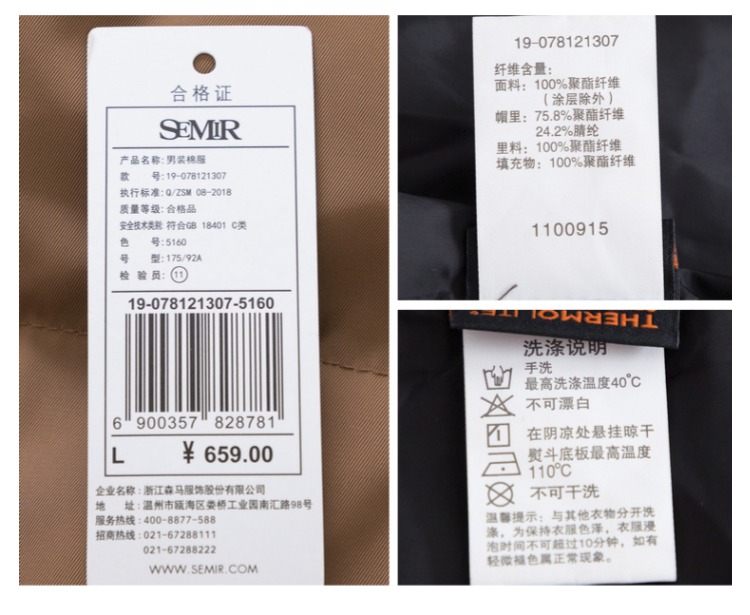 合格证
SEMIR
产品名称:男装棉服
款 号:19-078121307
执行标准:Q/ZSM 08-2018
质量等级:合格品
安全技术类别:符合GB 18401 C类
色 号:5160
号 型:175/92A
检 验 员:11
19-078121307-5160
6 900357 828781
L ¥ 659.00
企业名称:浙江森马服饰股份有限公司
地 址:温州市瓯海区娄桥工业园南汇路98号
服务热线:400-8877-588
招商热线:021-67288111
021-67288222
WWW.SEMIR.COM
19-078121307
纤维含量:
面料: 100%聚酯纤维
(涂层除外)
帽里: 75.8%聚酯纤维
24.2%腈纶
里料: 100%聚酯纤维
填充物: 100%聚酯纤维
1100915
THERMOLITE
洗涤说明
手洗
最高洗涤温度40°C
不可漂白
在阴凉处悬挂晾干
熨斗底板最高温度
110°C
不可干洗
温馨提示: 与其他衣物分开洗
涤, 为保持衣服色泽, 衣服浸
泡时间不可超过10分钟, 如有
轻微褪色属正常现象。